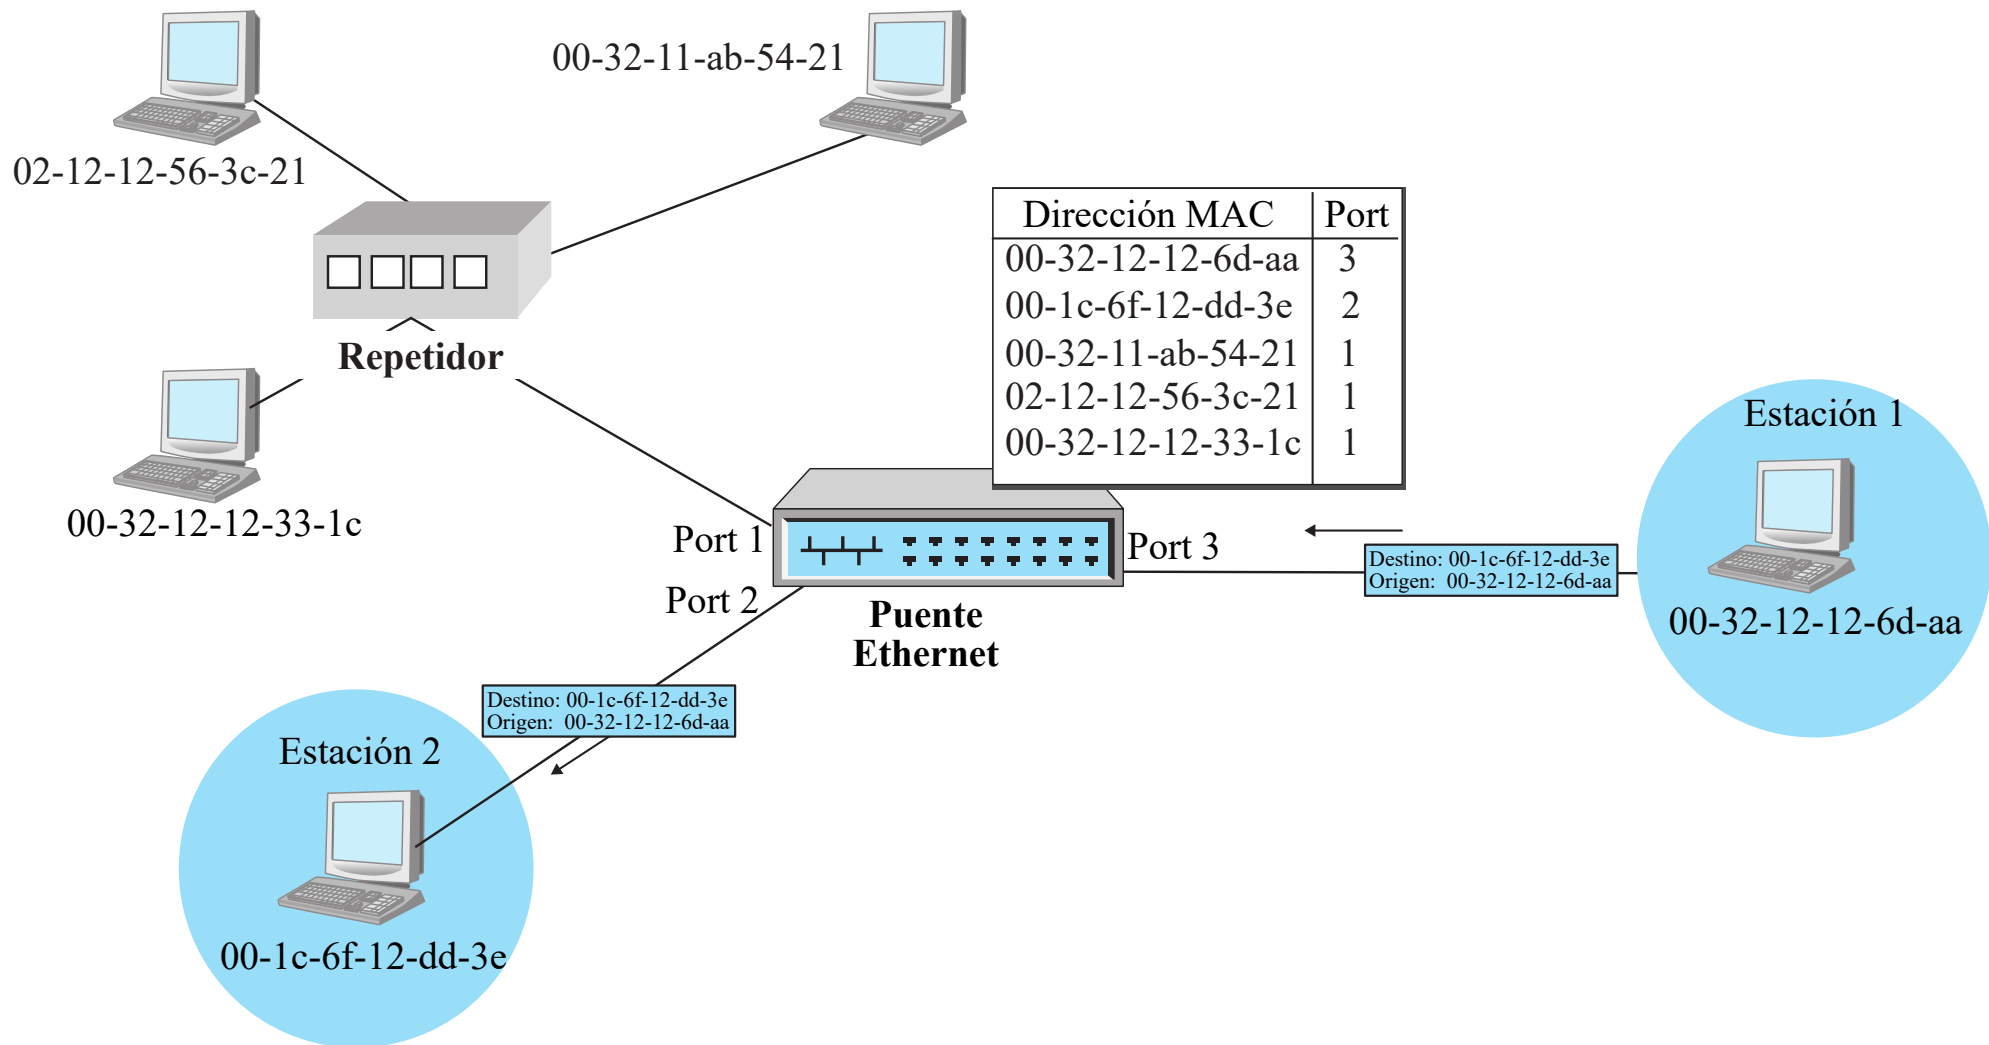 00-32-11-ab-54-21
02-12-12-56-3c-21
Repetidor
00-32-12-12-33-1c
Dirección MAC Port
00-32-12-12-6d-aa 3
00-1c-6f-12-dd-3e 2
00-32-11-ab-54-21 1
02-12-12-56-3c-21 1
00-32-12-12-33-1c 1
Port 1
Port 2
Port 3
Puente
Ethernet
Estación 1
Destino: 00-1c-6f-12-dd-3e
Origen: 00-32-12-12-6d-aa
00-32-12-12-6d-aa
Destino: 00-1c-6f-12-dd-3e
Origen: 00-32-12-12-6d-aa
Estación 2
00-1c-6f-12-dd-3e